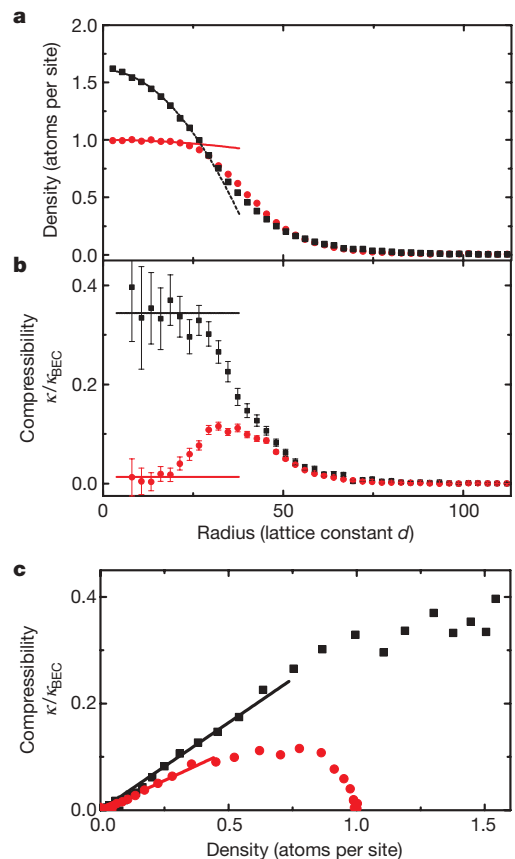 a
2.0
1.5
1.0
0.5
0.0
Density (atoms per site)
b
0.4
0.2
0.0
Compressibility
κ/κBEC
0 50 100
Radius (lattice constant d)
c
0.4
0.2
0.0
Compressibility
κ/κBEC
0.0 0.5 1.0 1.5
Density (atoms per site)